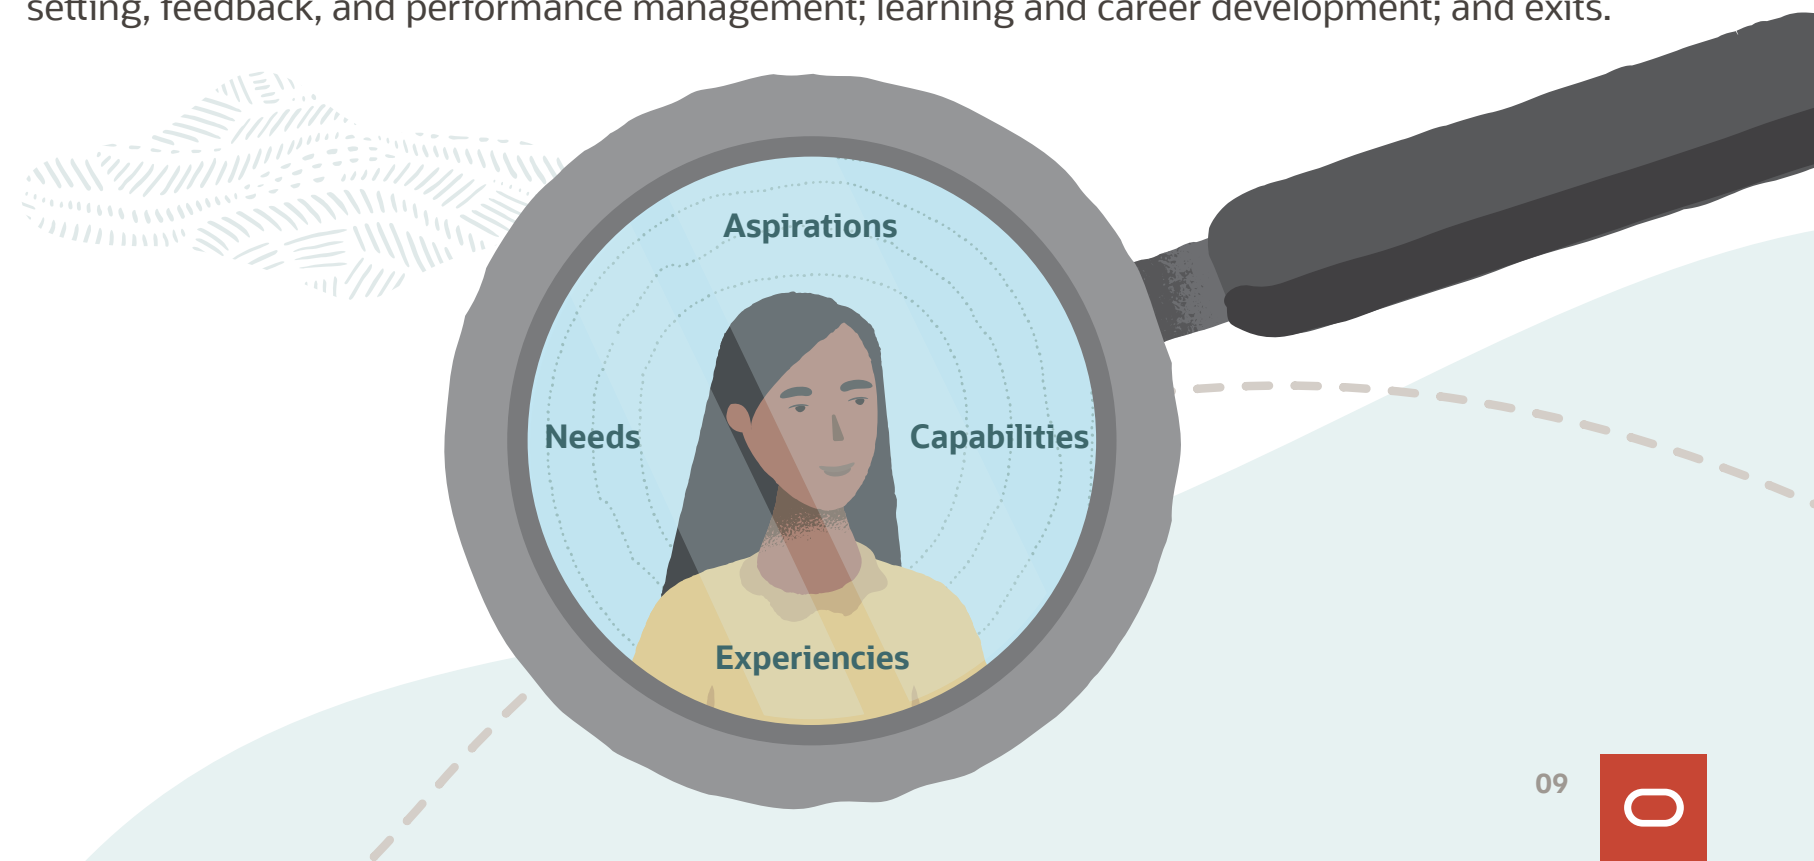 setting, feedback, and performance management; learning and career development; and exits.
Aspirations
Needs
Capabilities
Experiencies
09